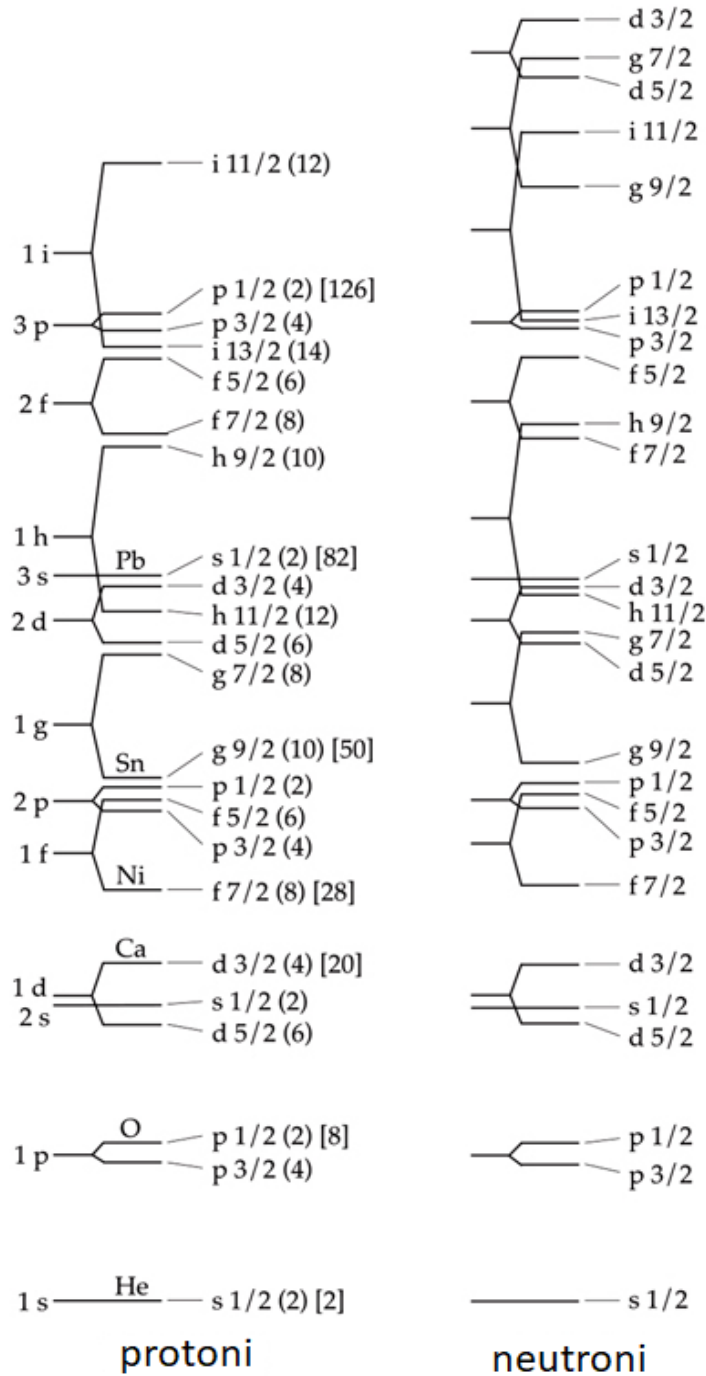 d 3/2
g 7/2
d 5/2
i 11/2
g 9/2
p 1/2
i 13/2
p 3/2
f 5/2
h 9/2
f 7/2
s 1/2
d 3/2
h 11/2
g 7/2
d 5/2
g 9/2
p 1/2
f 5/2
p 3/2
f 7/2
d 3/2
s 1/2
d 5/2
p 1/2
p 3/2
s 1/2
neutroni
i 11/2 (12)
1 i
p 1/2 (2) [126]
3 p
p 3/2 (4)
i 13/2 (14)
f 5/2 (6)
2 f
f 7/2 (8)
h 9/2 (10)
1 h
Pb
s 1/2 (2) [82]
3 s
d 3/2 (4)
h 11/2 (12)
2 d
d 5/2 (6)
g 7/2 (8)
1 g
Sn
g 9/2 (10) [50]
p 1/2 (2)
2 p
f 5/2 (6)
p 3/2 (4)
1 f
Ni
f 7/2 (8) [28]
Ca
d 3/2 (4) [20]
1 d
s 1/2 (2)
2 s
d 5/2 (6)
O
p 1/2 (2) [8]
1 p
p 3/2 (4)
He
1 s
s 1/2 (2) [2]
protoni